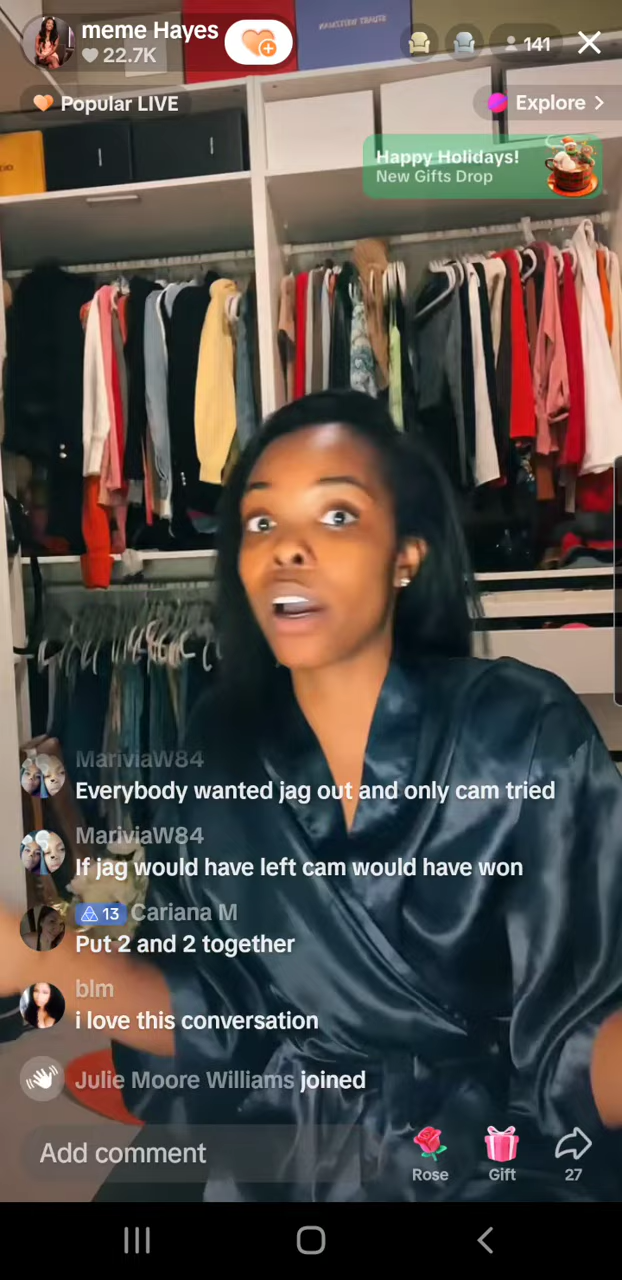 meme Hayes
22.7K
141
Popular LIVE
Explore
Happy Holidays!
New Gifts Drop
MariviaW84
Everybody wanted jag out and only cam tried
MariviaW84
If jag would have left cam would have won
13 Cariana M
Put 2 and 2 together
blm
i love this conversation
Julie Moore Williams joined
Add comment
Rose
Gift
27